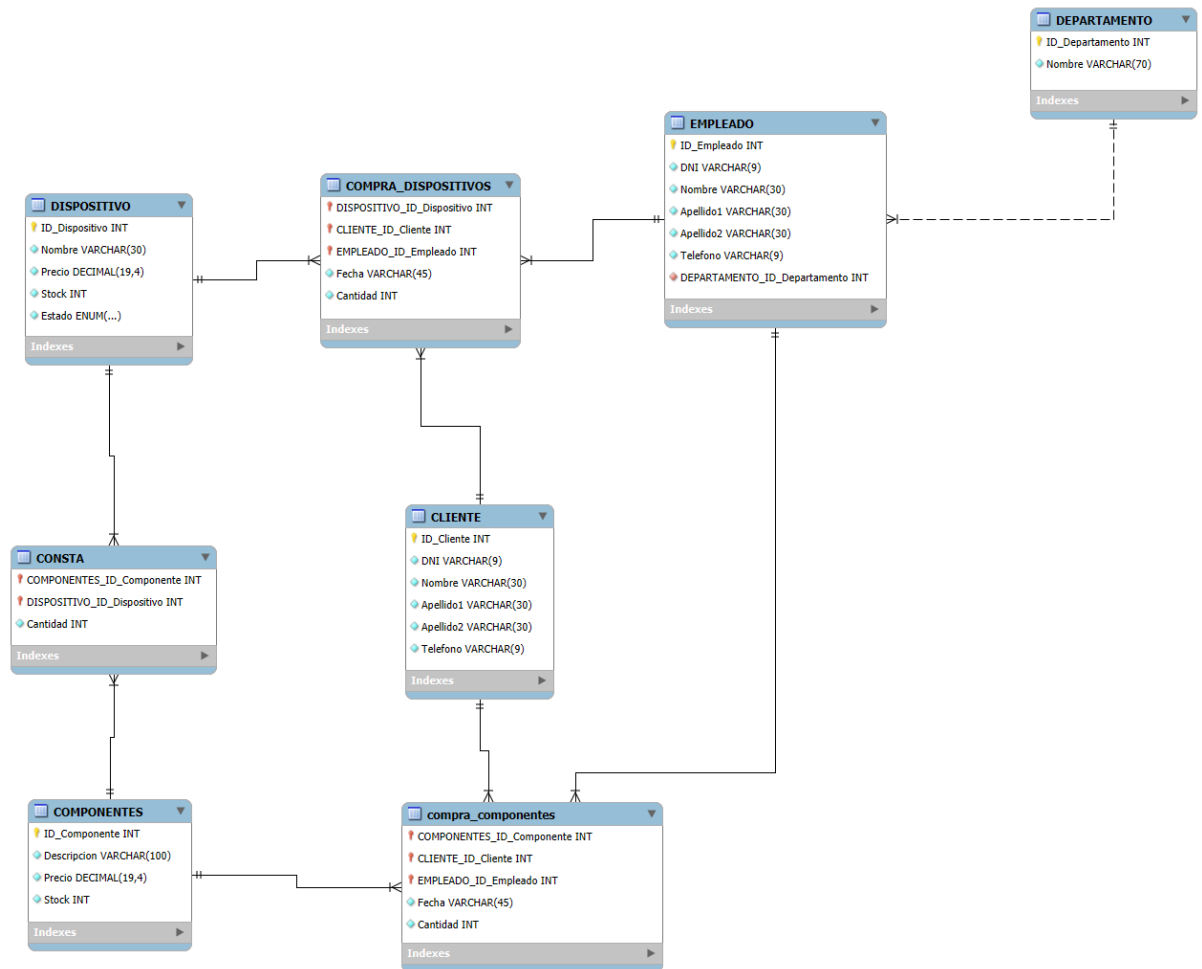 DEPARTAMENTO
ID_Departamento INT
Nombre VARCHAR(70)
Indexes
EMPLEADO
ID_Empleado INT
DNI VARCHAR(9)
Nombre VARCHAR(30)
Apellido1 VARCHAR(30)
Apellido2 VARCHAR(30)
Telefono VARCHAR(9)
DEPARTAMENTO_ID_Departamento INT
Indexes
COMPRA_DISPOSITIVOS
DISPOSITIVO_ID_Dispositivo INT
CLIENTE_ID_Cliente INT
EMPLEADO_ID_Empleado INT
Fecha VARCHAR(45)
Cantidad INT
Indexes
DISPOSITIVO
ID_Dispositivo INT
Nombre VARCHAR(30)
Precio DECIMAL(19,4)
Stock INT
Estado ENUM(...)
Indexes
CLIENTE
ID_Cliente INT
DNI VARCHAR(9)
Nombre VARCHAR(30)
Apellido1 VARCHAR(30)
Apellido2 VARCHAR(30)
Telefono VARCHAR(9)
Indexes
CONSTA
COMPONENTES_ID_Componente INT
DISPOSITIVO_ID_Dispositivo INT
Cantidad INT
Indexes
COMPONENTES
ID_Componente INT
Descripcion VARCHAR(100)
Precio DECIMAL(19,4)
Stock INT
Indexes
compra_componentes
COMPONENTES_ID_Componente INT
CLIENTE_ID_Cliente INT
EMPLEADO_ID_Empleado INT
Fecha VARCHAR(45)
Cantidad INT
Indexes